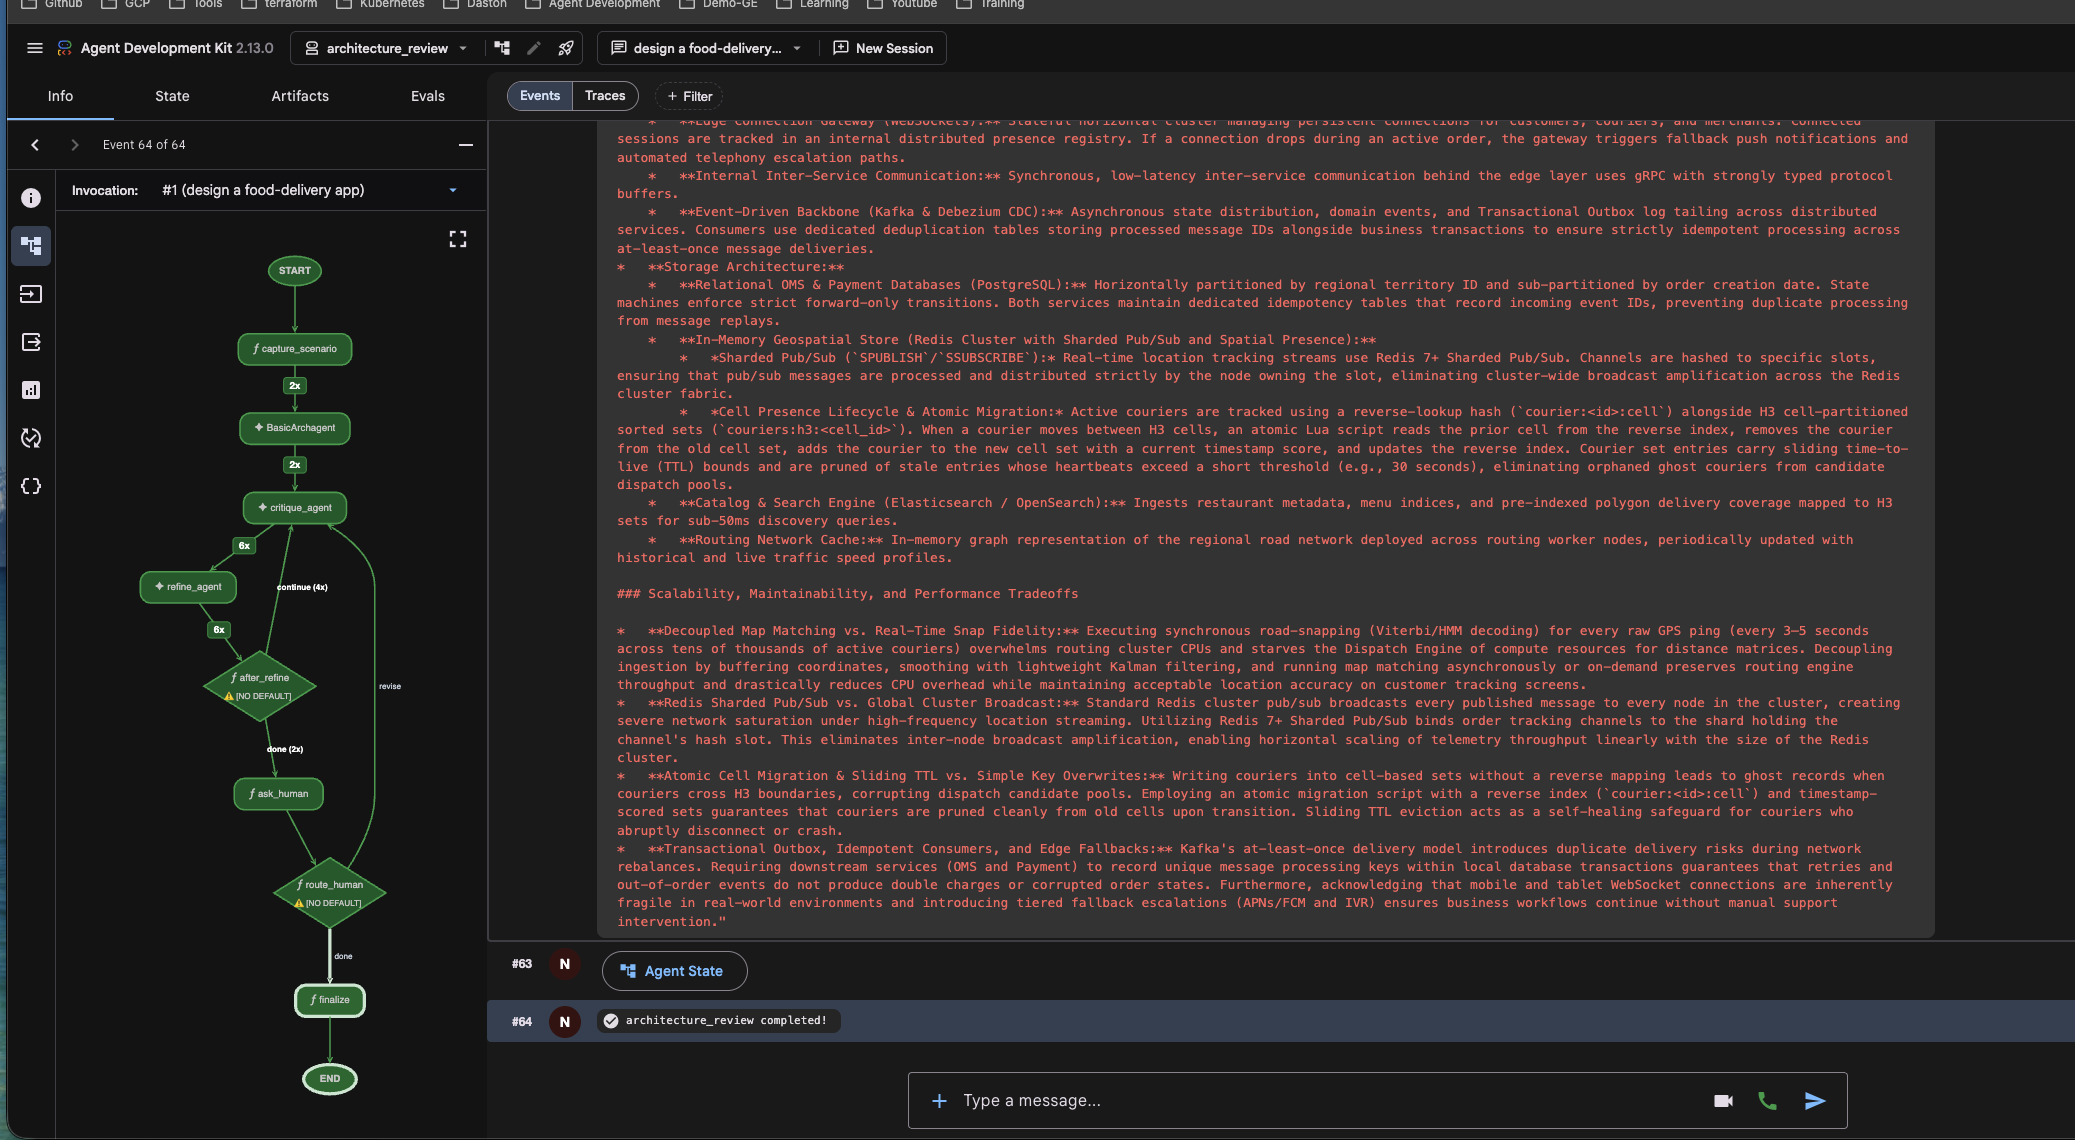 Github GCP Tools terraform Kubernetes Daston Agent Development Demo-GE Learning Youtube Training
Agent Development Kit 2.13.0 architecture_review design a food-delivery... New Session
Info State Artifacts Evals
Events Traces + Filter
Event 64 of 64
Invocation: #1 (design a food-delivery app)
START
ƒ capture_scenario
2x
BasicArchagent
2x
critique_agent
6x
refine_agent
continue (4x)
6x
ƒ after_refine
[NO DEFAULT]
revise
done (2x)
ƒ ask_human
ƒ route_human
[NO DEFAULT]
done
ƒ finalize
END
* **Edge Connection Gateway (WebSockets):** Stateful horizontal cluster managing persistent connections for customers, couriers, and merchants. Connected
sessions are tracked in an internal distributed presence registry. If a connection drops during an active order, the gateway triggers fallback push notifications and
automated telephony escalation paths.
* **Internal Inter-Service Communication:** Synchronous, low-latency inter-service communication behind the edge layer uses gRPC with strongly typed protocol
buffers.
* **Event-Driven Backbone (Kafka & Debezium CDC):** Asynchronous state distribution, domain events, and Transactional Outbox log tailing across distributed
services. Consumers use dedicated deduplication tables storing processed message IDs alongside business transactions to ensure strictly idempotent processing across
at-least-once message deliveries.
* **Storage Architecture:**
* **Relational OMS & Payment Databases (PostgreSQL):** Horizontally partitioned by regional territory ID and sub-partitioned by order creation date. State
machines enforce strict forward-only transitions. Both services maintain dedicated idempotency tables that record incoming event IDs, preventing duplicate processing
from message replays.
* **In-Memory Geospatial Store (Redis Cluster with Sharded Pub/Sub and Spatial Presence):**
* *Sharded Pub/Sub (`SPUBLISH`/`SSUBSCRIBE`):* Real-time location tracking streams use Redis 7+ Sharded Pub/Sub. Channels are hashed to specific slots,
ensuring that pub/sub messages are processed and distributed strictly by the node owning the slot, eliminating cluster-wide broadcast amplification across the Redis
cluster fabric.
* *Cell Presence Lifecycle & Atomic Migration:* Active couriers are tracked using a reverse-lookup hash (`courier:<id>:cell`) alongside H3 cell-partitioned
sorted sets (`couriers:h3:<cell_id>`). When a courier moves between H3 cells, an atomic Lua script reads the prior cell from the reverse index, removes the courier
from the old cell set, adds the courier to the new cell set with a current timestamp score, and updates the reverse index. Courier set entries carry sliding time-to-
live (TTL) bounds and are pruned of stale entries whose heartbeats exceed a short threshold (e.g., 30 seconds), eliminating orphaned ghost couriers from candidate
dispatch pools.
* **Catalog & Search Engine (Elasticsearch / OpenSearch):** Ingests restaurant metadata, menu indices, and pre-indexed polygon delivery coverage mapped to H3
sets for sub-50ms discovery queries.
* **Routing Network Cache:** In-memory graph representation of the regional road network deployed across routing worker nodes, periodically updated with
historical and live traffic speed profiles.
### Scalability, Maintainability, and Performance Tradeoffs
* **Decoupled Map Matching vs. Real-Time Snap Fidelity:** Executing synchronous road-snapping (Viterbi/HMM decoding) for every raw GPS ping (every 3–5 seconds
across tens of thousands of active couriers) overwhelms routing cluster CPUs and starves the Dispatch Engine of compute resources for distance matrices. Decoupling
ingestion by buffering coordinates, smoothing with lightweight Kalman filtering, and running map matching asynchronously or on-demand preserves routing engine
throughput and drastically reduces CPU overhead while maintaining acceptable location accuracy on customer tracking screens.
* **Redis Sharded Pub/Sub vs. Global Cluster Broadcast:** Standard Redis cluster pub/sub broadcasts every published message to every node in the cluster, creating
severe network saturation under high-frequency location streaming. Utilizing Redis 7+ Sharded Pub/Sub binds order tracking channels to the shard holding the
channel's hash slot. This eliminates inter-node broadcast amplification, enabling horizontal scaling of telemetry throughput linearly with the size of the Redis
cluster.
* **Atomic Cell Migration & Sliding TTL vs. Simple Key Overwrites:** Writing couriers into cell-based sets without a reverse mapping leads to ghost records when
couriers cross H3 boundaries, corrupting dispatch candidate pools. Employing an atomic migration script with a reverse index (`courier:<id>:cell`) and timestamp-
scored sets guarantees that couriers are pruned cleanly from old cells upon transition. Sliding TTL eviction acts as a self-healing safeguard for couriers who
abruptly disconnect or crash.
* **Transactional Outbox, Idempotent Consumers, and Edge Fallbacks:** Kafka's at-least-once delivery model introduces duplicate delivery risks during network
rebalances. Requiring downstream services (OMS and Payment) to record unique message processing keys within local database transactions guarantees that retries and
out-of-order events do not produce double charges or corrupted order states. Furthermore, acknowledging that mobile and tablet WebSocket connections are inherently
fragile in real-world environments and introducing tiered fallback escalations (APNs/FCM and IVR) ensures business workflows continue without manual support
intervention."
#63 N Agent State
#64 N architecture_review completed!
Type a message...